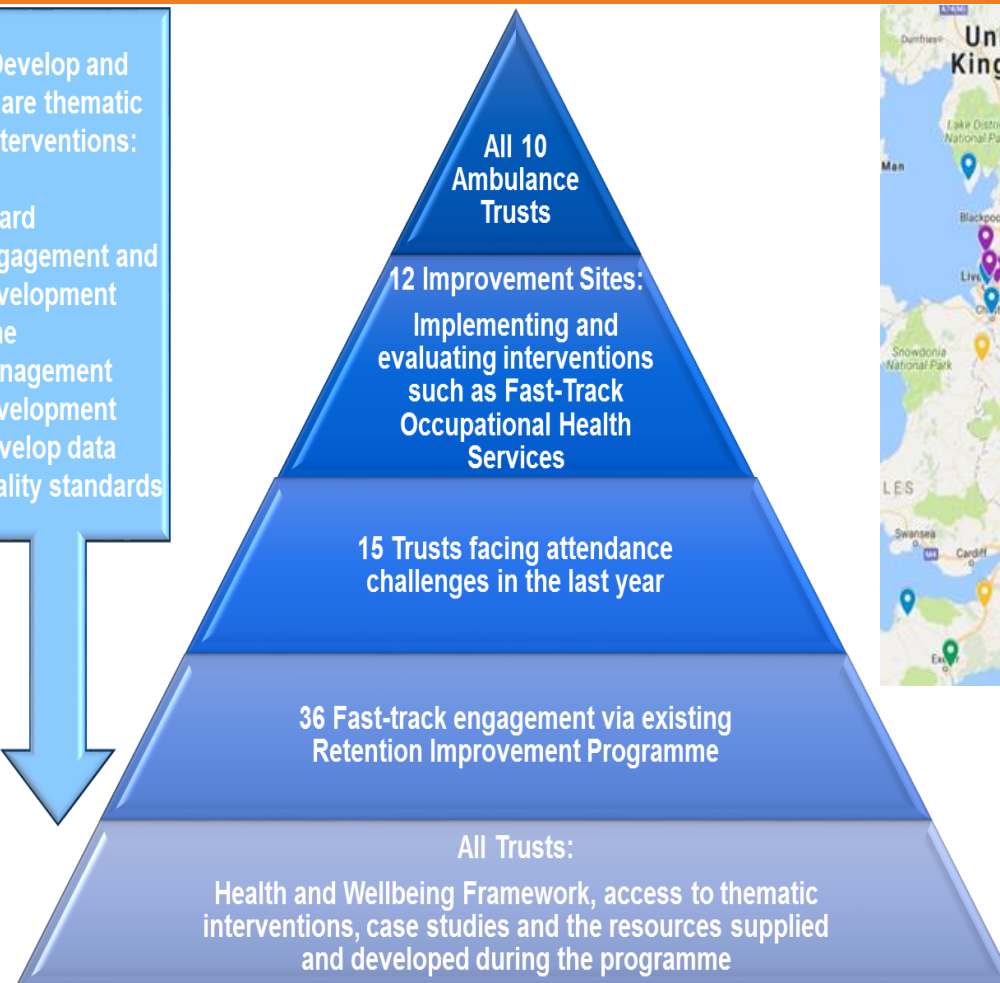 Develop and
are thematic
terventions:
ard
gagement and
velopment
ne
nagement
velopment
velop data
ality standards
All 10
Ambulance
Trusts
12 Improvement Sites:
Implementing and
evaluating interventions
such as Fast-Track
Occupational Health
Services
15 Trusts facing attendance
challenges in the last year
36 Fast-track engagement via existing
Retention Improvement Programme
All Trusts:
Health and Wellbeing Framework, access to thematic
interventions, case studies and the resources supplied
and developed during the programme
Dumfries
Un
King
Lake Distri
National Pa
Man
Blackpoo
Live
Snowdonia
National Park
LES
Swansea
M4
Cardiff